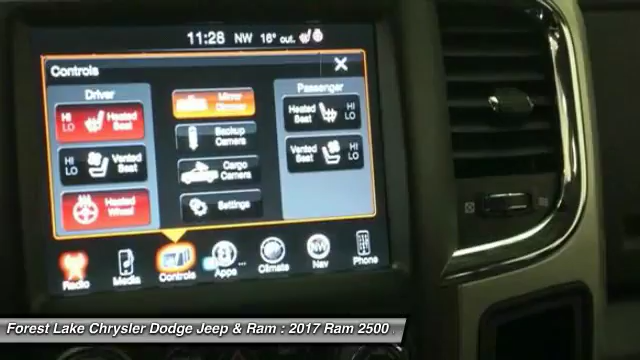 11:28 NW 16° out.
Controls X
Driver
Passenger
HI LO Heated Seat
Mirror Dimmer
Heated Seat HI LO
Backup Camera
HI LO Vented Seat
Vented Seat HI LO
Cargo Camera
Heated Wheel
Settings
Radio Media Controls Apps Climate Nav Phone
NW
Forest Lake Chrysler Dodge Jeep & Ram : 2017 Ram 2500